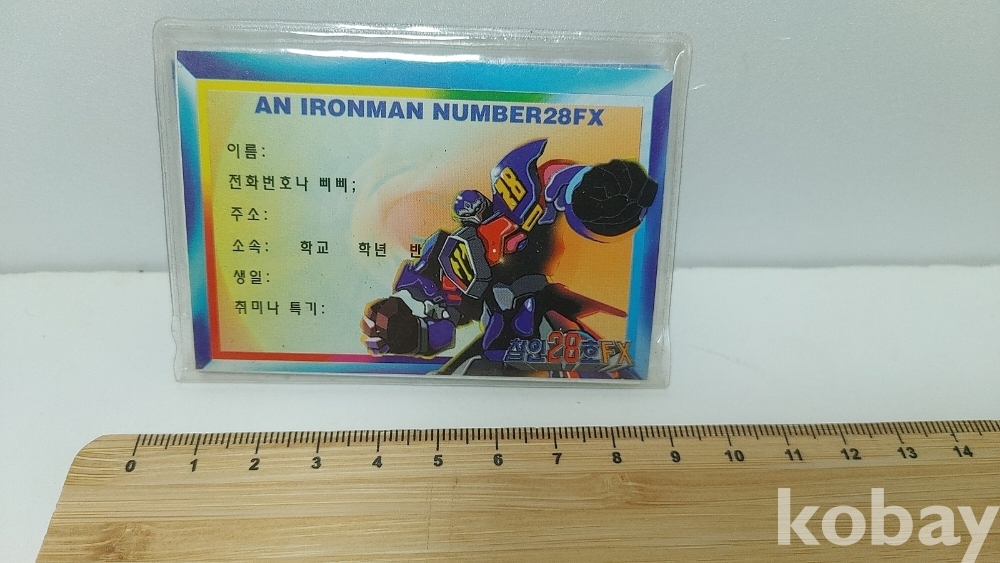 AN IRONMAN NUMBER28FX
이름:
전화번호나 삐삐;
주소:
소속: 학교 학년 반
생일:
취미나 특기:
28
철인28호FX
0 1 2 3 4 5 6 7 8 9 10 11 12 13 14
kobay